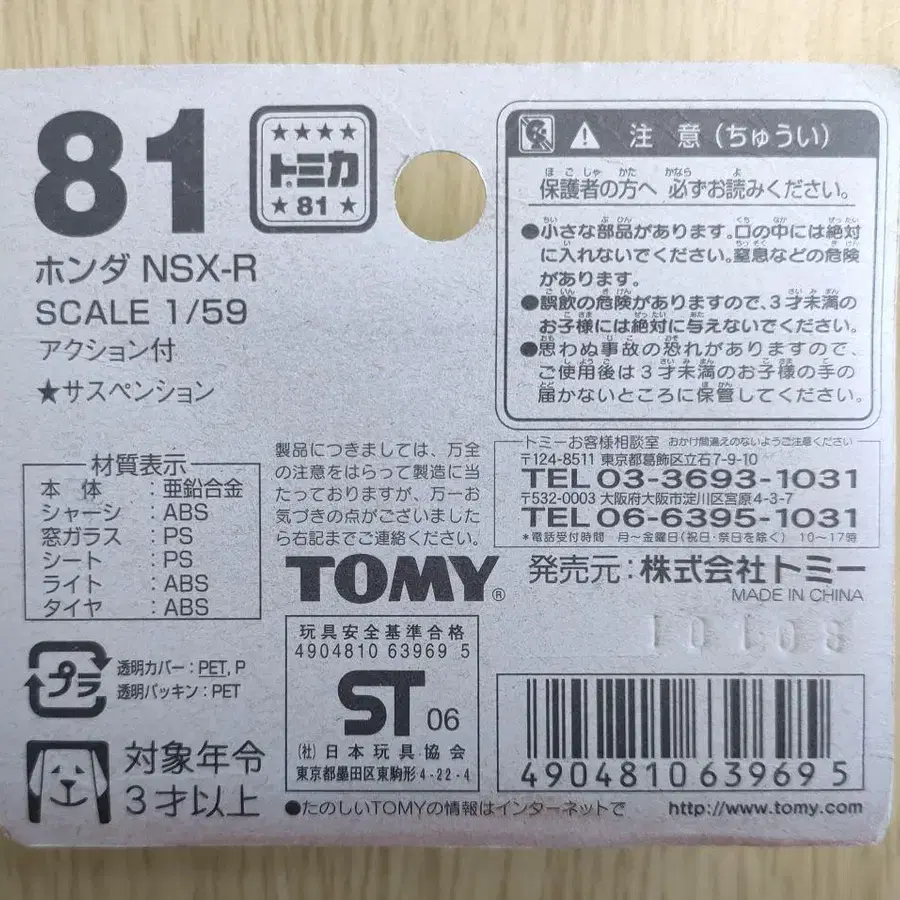 81
トミカ
81
ホンダ NSX-R
SCALE 1/59
アクション付
★サスペンション
注 意 (ちゅうい)
保護者の方へ 必ずお読みください。
●小さな部品があります。口の中には絶対
に入れないでください。窒息などの危険
があります。
●誤飲の危険がありますので、3才未満の
お子様には絶対に与えないでください。
●思わぬ事故の恐れがありますので、
ご使用後は3才未満のお子様の手の
届かないところに保管してください。
材質表示
本 体 : 亜鉛合金
シャーシ : ABS
窓ガラス : PS
シート : PS
ライト : ABS
タイヤ : ABS
製品につきましては、万全
の注意をはらって製造に当
たっておりますが、万一お
気づきの点がございました
ら右記までご連絡ください。
トミーお客様相談室 おかけ間違えのないようご注意ください
〒124-8511 東京都葛飾区立石7-9-10
TEL 03-3693-1031
〒532-0003 大阪府大阪市淀川区宮原4-3-7
TEL 06-6395-1031
*電話受付時間 月〜金曜日(祝日・祭日を除く) 10〜17時
TOMY®
発売元:株式会社トミー
MADE IN CHINA
プラ
透明カバー:PET, P
透明パッキン:PET
対象年令
3才以上
玩具安全基準合格
4904810 63969 5
ST 06
(社)日本玩具協会
東京都墨田区東駒形4-22-4
4904810639695
●たのしいTOMYの情報はインターネットで http://www.tomy.com